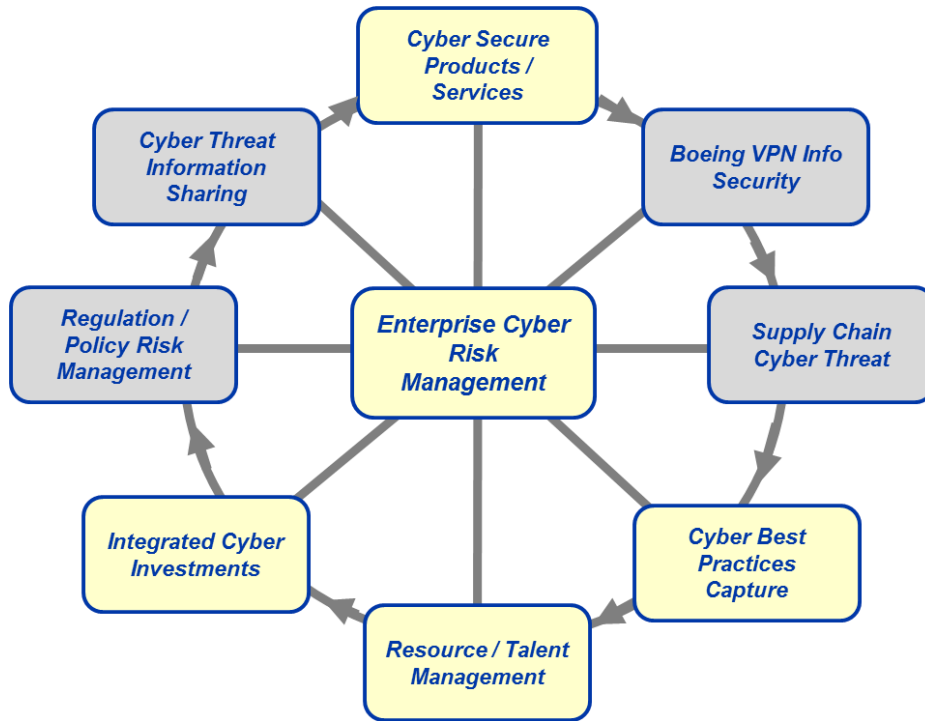 Cyber Secure
Products /
Services
Cyber Threat
Information
Sharing
Boeing VPN Info
Security
Regulation /
Policy Risk
Management
Enterprise Cyber
Risk
Management
Supply Chain
Cyber Threat
Integrated Cyber
Investments
Cyber Best
Practices
Capture
Resource / Talent
Management